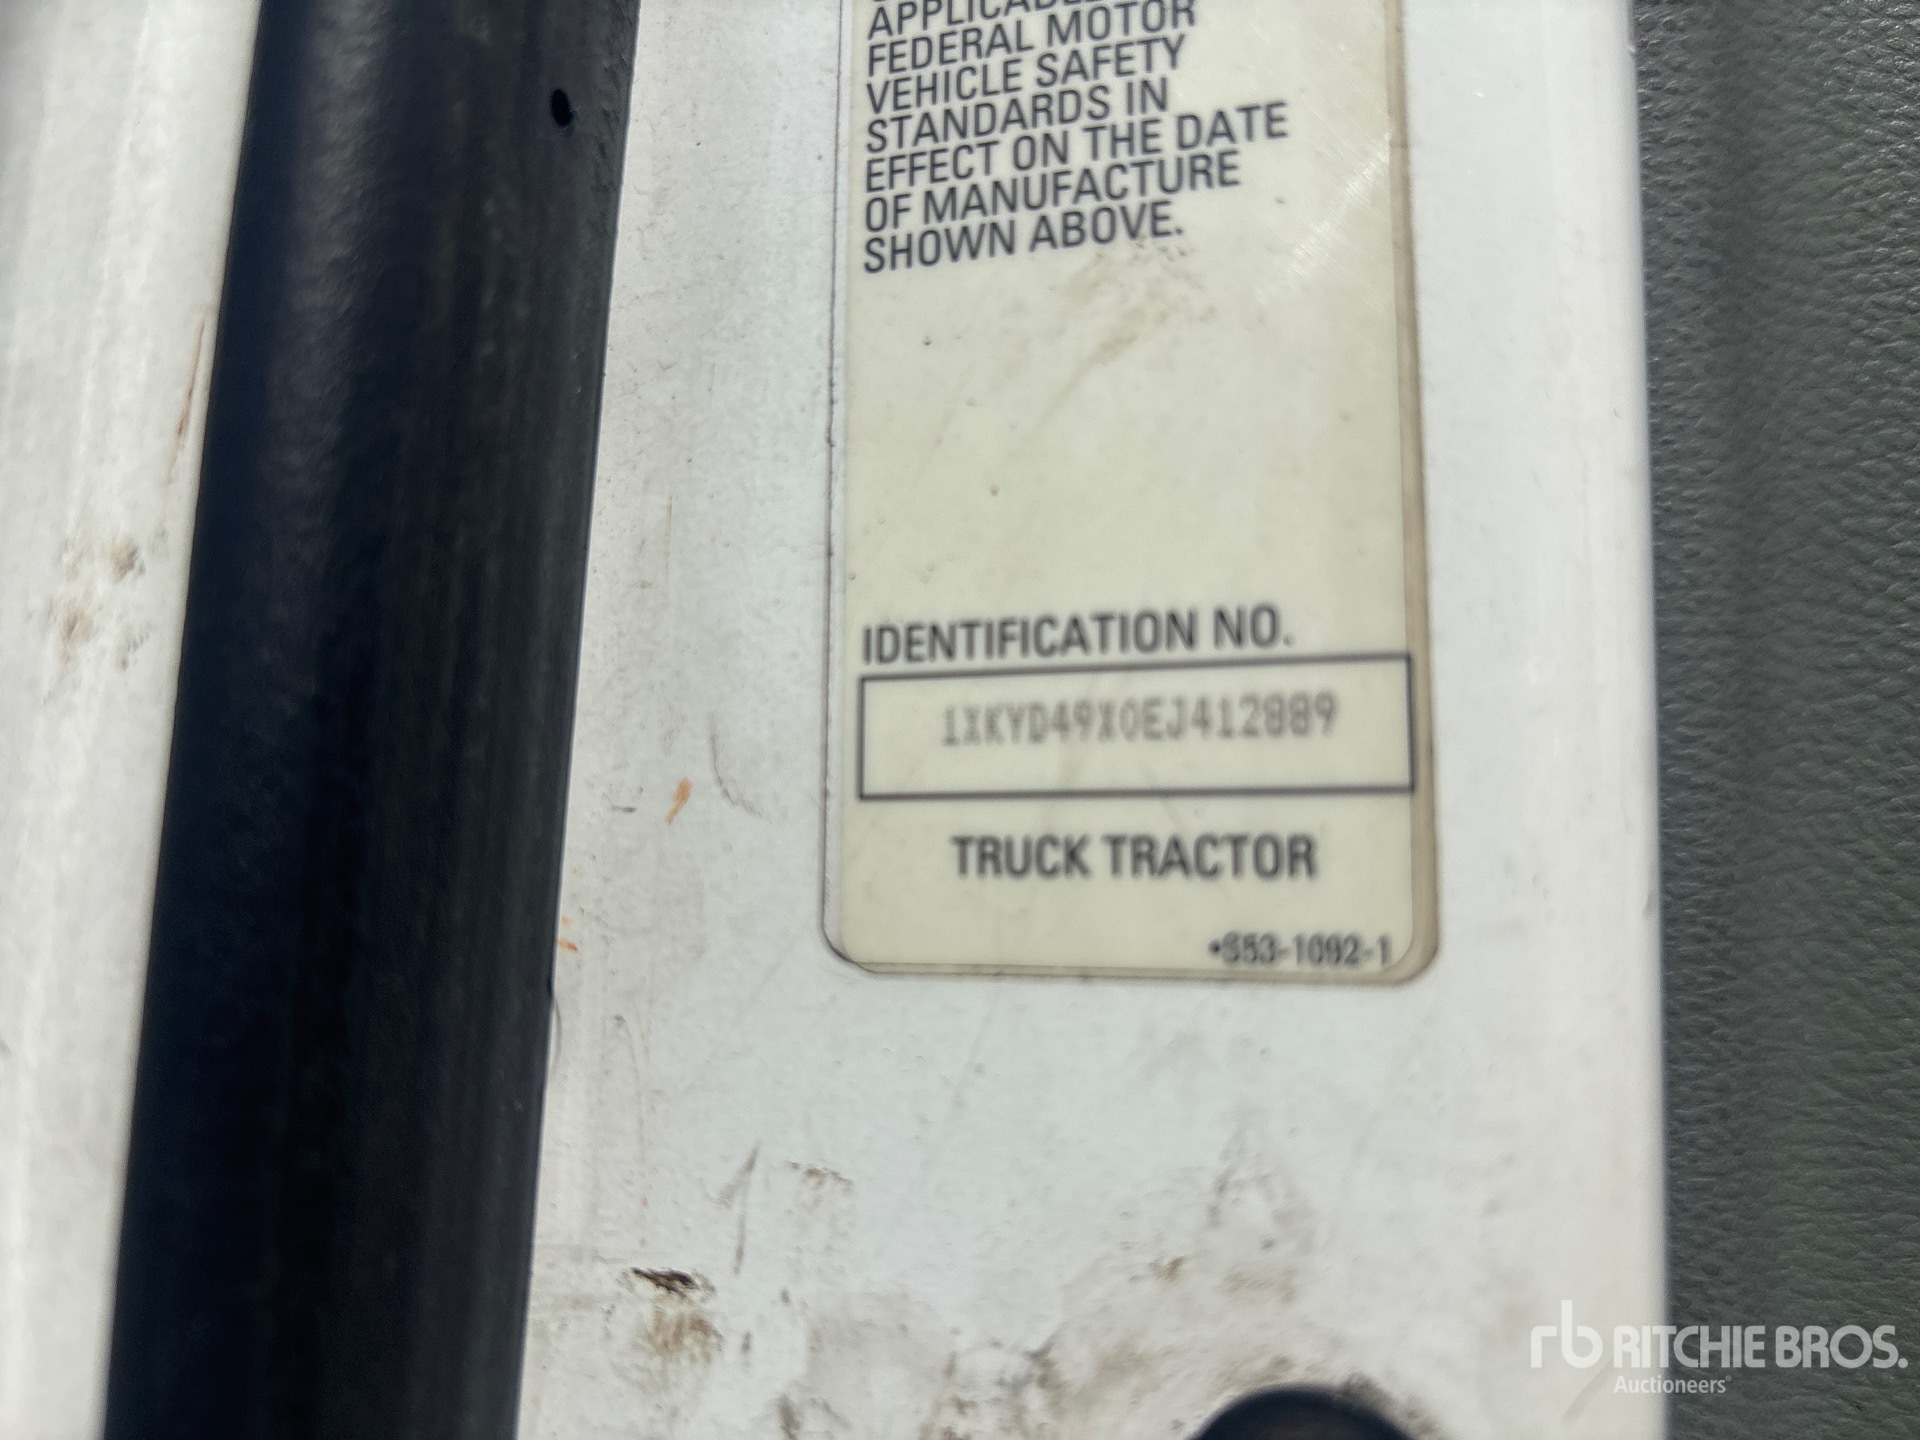 APPLICABLE
FEDERAL MOTOR
VEHICLE SAFETY
STANDARDS IN
EFFECT ON THE DATE
OF MANUFACTURE
SHOWN ABOVE.
IDENTIFICATION NO.
1XKYD49X0EJ412889
TRUCK TRACTOR
•S53-1092-1
rb RITCHIE BROS.
Auctioneers